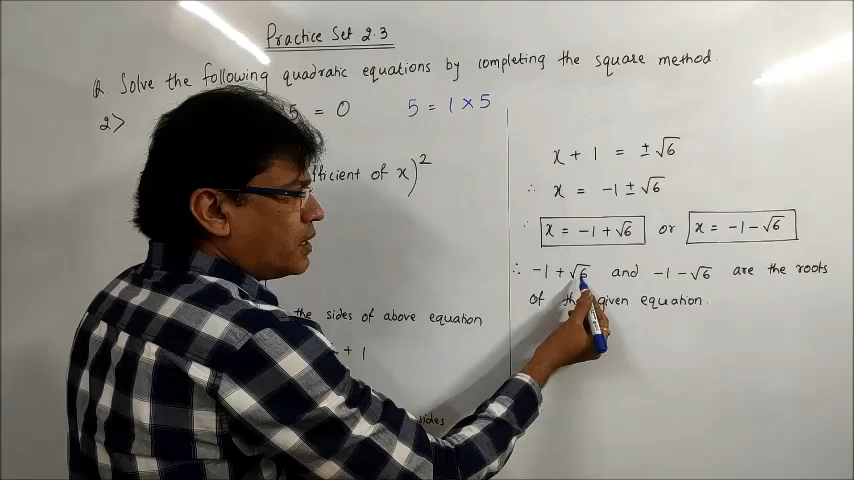 Practice Set 2.3
Q. Solve the following quadratic equations by completing the square method.
2> 5 = 0 5 = 1 × 5
of x)²
the sides of above equation
+ 1
sides
x + 1 = ± √6
∴ x = -1 ± √6
∴ x = -1 + √6 or x = -1 - √6
∴ -1 + √6 and -1 - √6 are the roots
of the given equation.